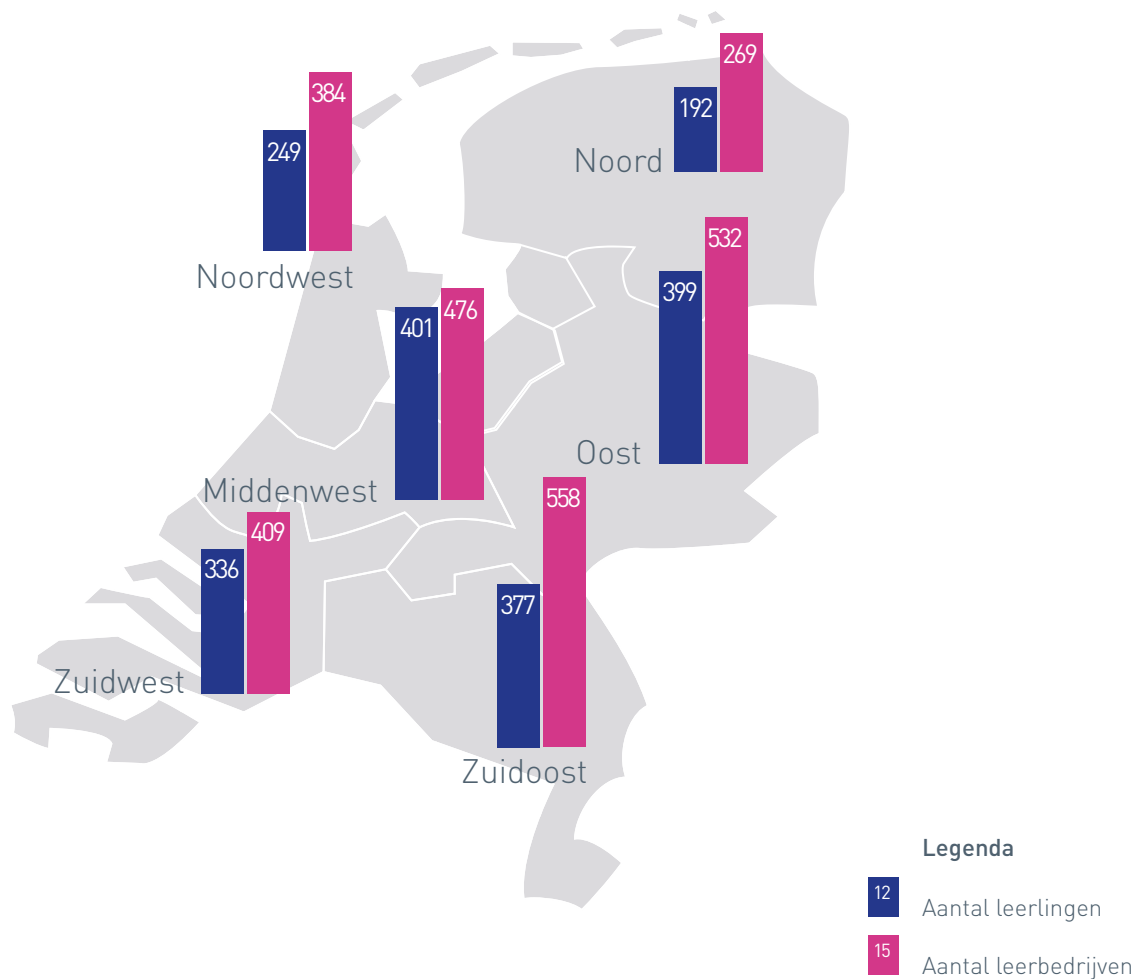 269
384
192
249
Noord
532
Noordwest
399
476
401
Oost
Middenwest
558
409
336
377
Zuidwest
Zuidoost
Legenda
12 Aantal leerlingen
15 Aantal leerbedrijven